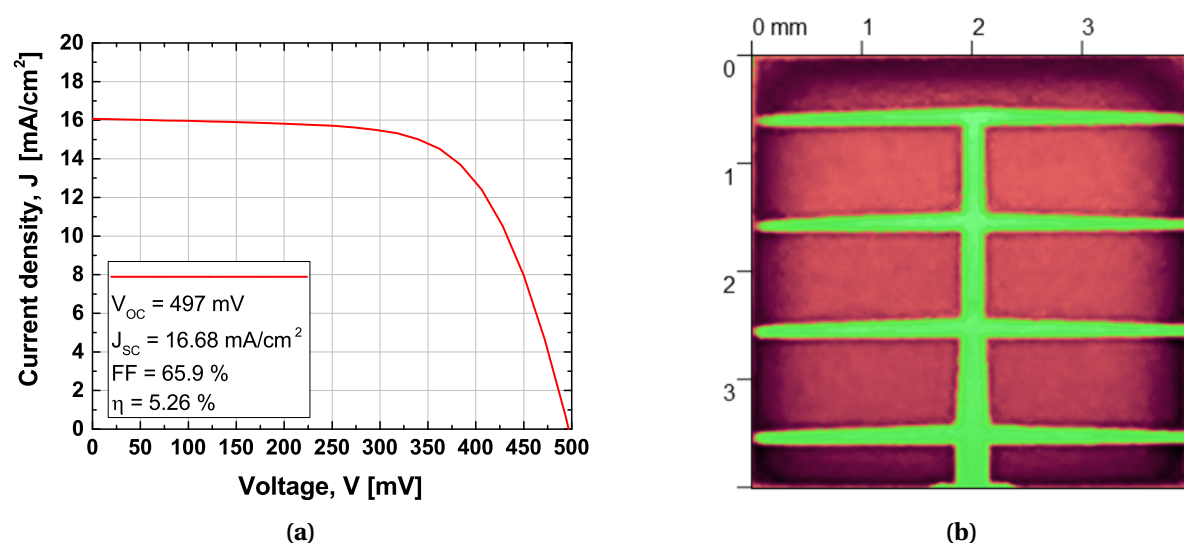 20
18
16
14
12
10
8
6
4
2
0
Current density, J [mA/cm²]
V_OC = 497 mV
J_SC = 16.68 mA/cm²
FF = 65.9 %
η = 5.26 %
0 50 100 150 200 250 300 350 400 450 500
Voltage, V [mV]
(a)
0 mm 1 2 3
0
1
2
3
(b)